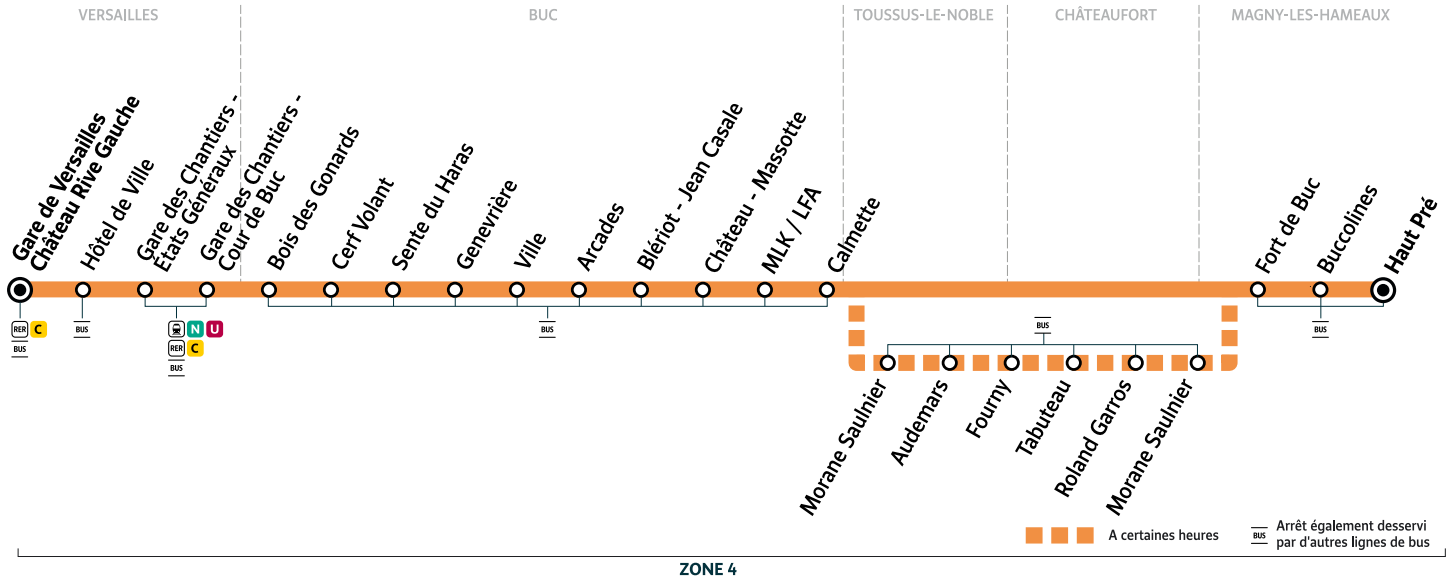 VERSAILLES
BUC
TOUSSUS-LE-NOBLE
CHÂTEAUFORT
MAGNY-LES-HAMEAUX
Gare de Versailles
Château Rive Gauche
Hôtel de Ville
Gare des Chantiers -
Etats Généraux
Gare des Chantiers -
Cour de Buc
Bois des Gonards
Cerf Volant
Sente du Haras
Genevrière
Ville
Arcades
Blériot - Jean Casale
Château - Massotte
MLK / LFA
Calmette
Fort de Buc
Buccolines
Haut Pré
RER C
BUS
BUS
N U
RER C
BUS
BUS
BUS
BUS
Morane Saulnier
Audemars
Fourny
Tabuteau
Roland Garros
Morane Saulnier
A certaines heures
BUS
Arrêt également desservi
par d'autres lignes de bus
ZONE 4